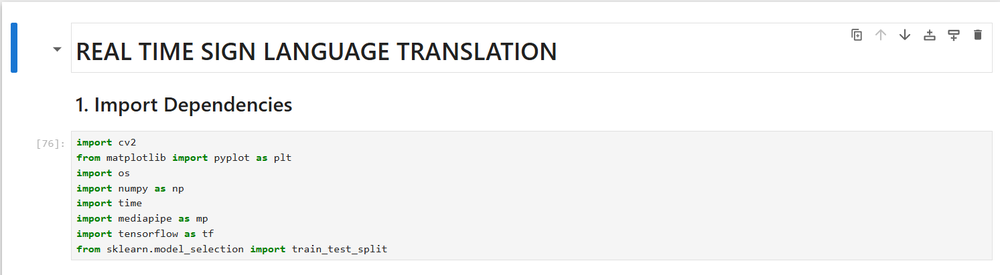 REAL TIME SIGN LANGUAGE TRANSLATION
1. Import Dependencies
[76]:
import cv2
from matplotlib import pyplot as plt
import os
import numpy as np
import time
import mediapipe as mp
import tensorflow as tf
from sklearn.model_selection import train_test_split